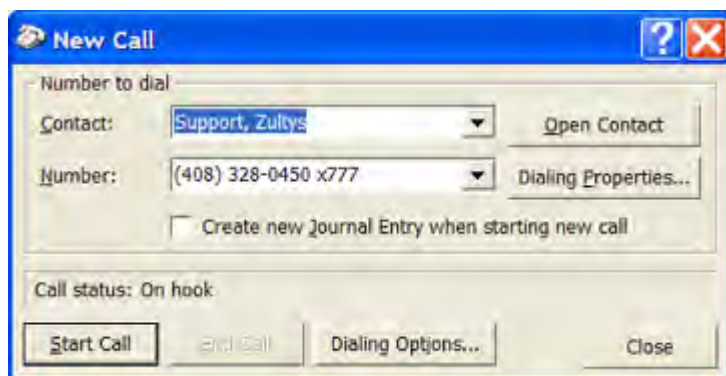 New Call
Number to dial
Contact: Support, Zultys Open Contact
Number: (408) 328-0450 x777 Dialing Properties...
Create new Journal Entry when starting new call
Call status: On hook
Start Call End Call Dialing Options... Close